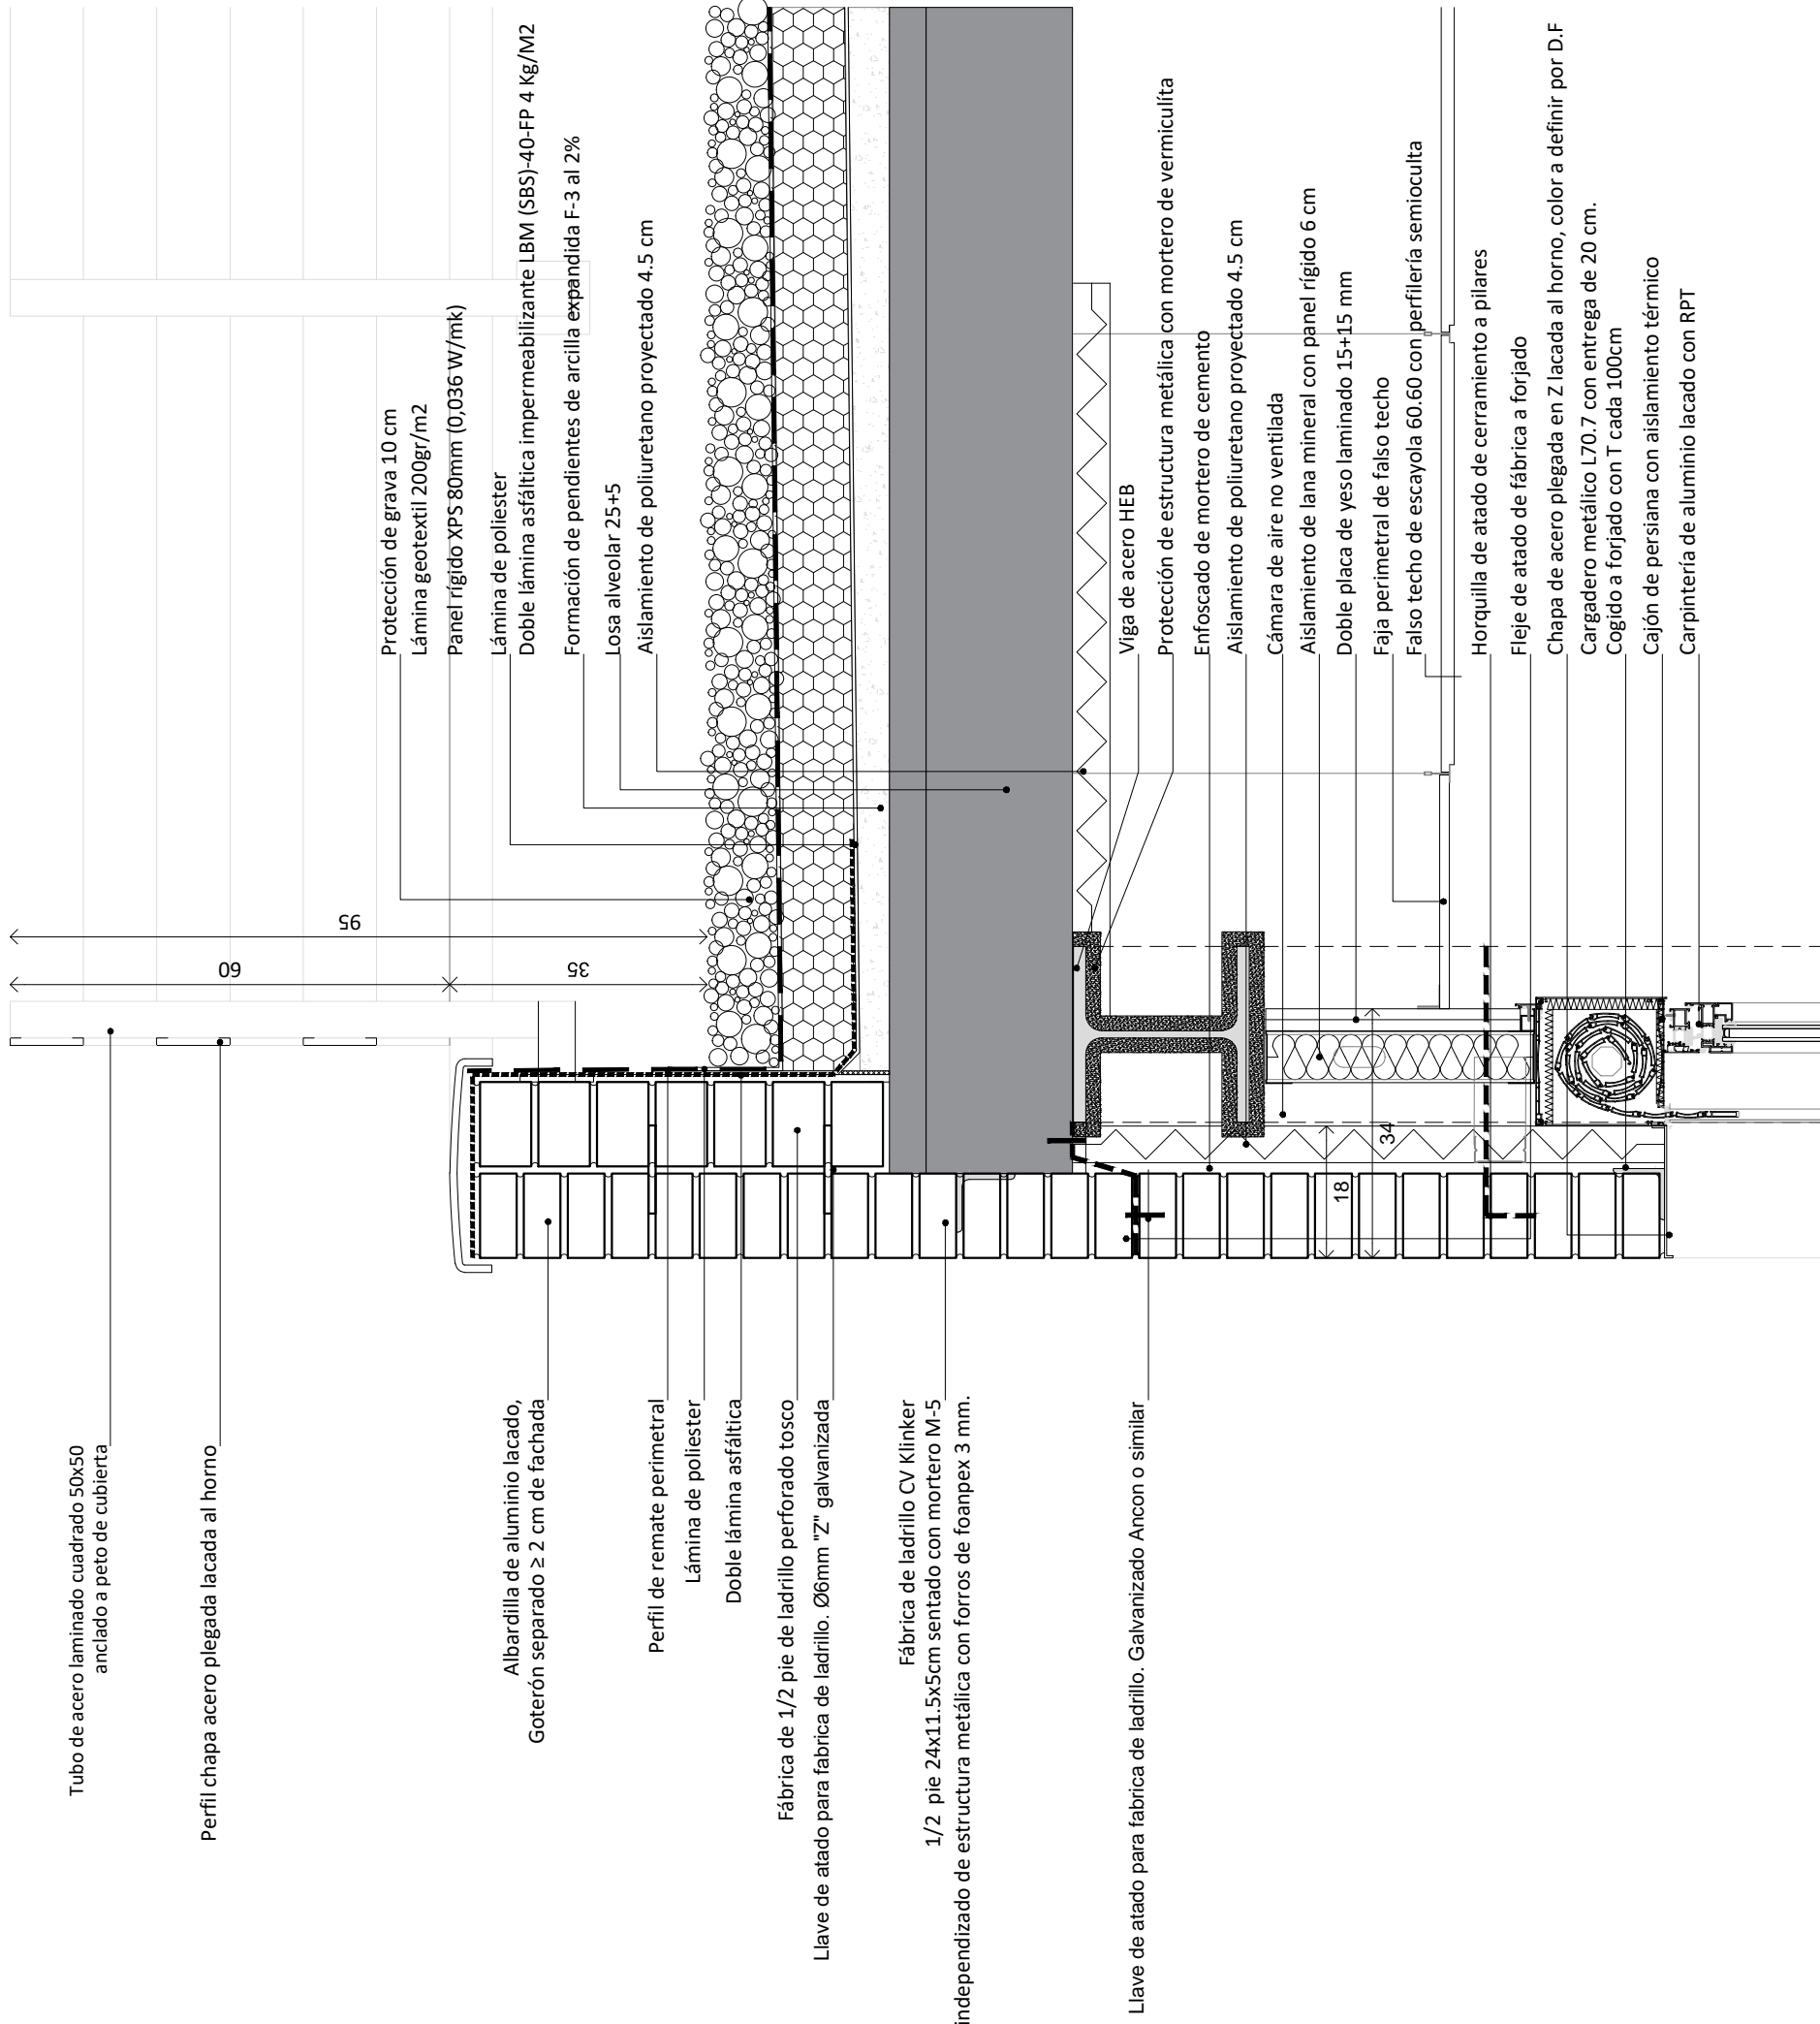 Tubo de acero laminado cuadrado 50x50
anclado a peto de cubierta
Perfil chapa acero plegada lacada al horno
Albardilla de aluminio lacado,
Goterón separado ≥ 2 cm de fachada
Perfil de remate perimetral
Lámina de poliester
Doble lámina asfáltica
Fábrica de 1/2 pie de ladrillo perforado tosco
Llave de atado para fabrica de ladrillo. Ø6mm "Z" galvanizada
Fábrica de ladrillo CV Klinker
1/2 pie 24x11.5x5cm sentado con mortero M-5
independizado de estructura metálica con forros de foanpex 3 mm.
Llave de atado para fabrica de ladrillo. Galvanizado Ancon o similar
60
35
95
18
34
Protección de grava 10 cm
Lámina geotextil 200gr/m2
Panel rígido XPS 80mm (0,036 W/mk)
Lámina de poliester
Doble lámina asfáltica impermeabilizante LBM (SBS)-40-FP 4 Kg/M2
Formación de pendientes de arcilla expandida F-3 al 2%
Losa alveolar 25+5
Aislamiento de poliuretano proyectado 4.5 cm
Viga de acero HEB
Protección de estructura metálica con mortero de vermiculíta
Enfoscado de mortero de cemento
Aislamiento de poliuretano proyectado 4.5 cm
Cámara de aire no ventilada
Aislamiento de lana mineral con panel rígido 6 cm
Doble placa de yeso laminado 15+15 mm
Faja perimetral de falso techo
Falso techo de escayola 60.60 con perfilería semioculta
Horquilla de atado de cerramiento a pilares
Fleje de atado de fábrica a forjado
Chapa de acero plegada en Z lacada al horno, color a definir por D.F
Cargadero metálico L70.7 con entrega de 20 cm.
Cogido a forjado con T cada 100cm
Cajón de persiana con aislamiento térmico
Carpintería de aluminio lacado con RPT